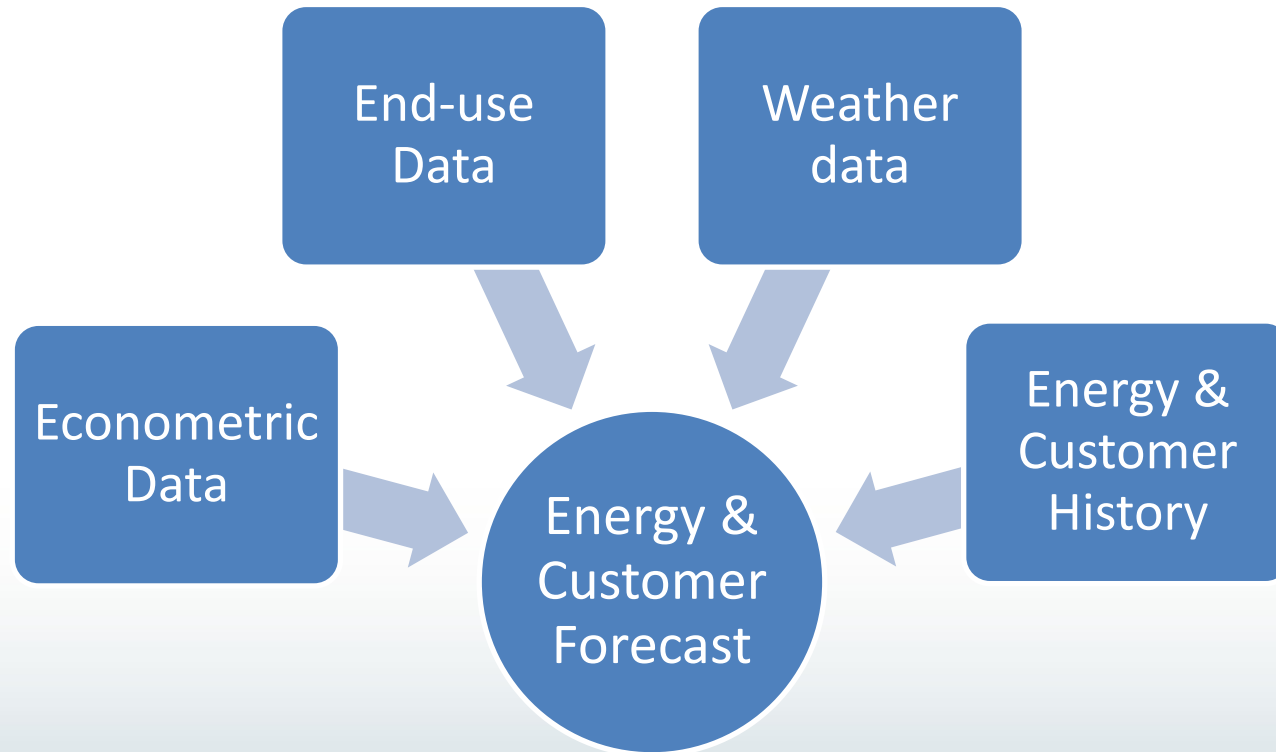 End-use
Data
Weather
data
Econometric
Data
Energy &
Customer
History
Energy &
Customer
Forecast